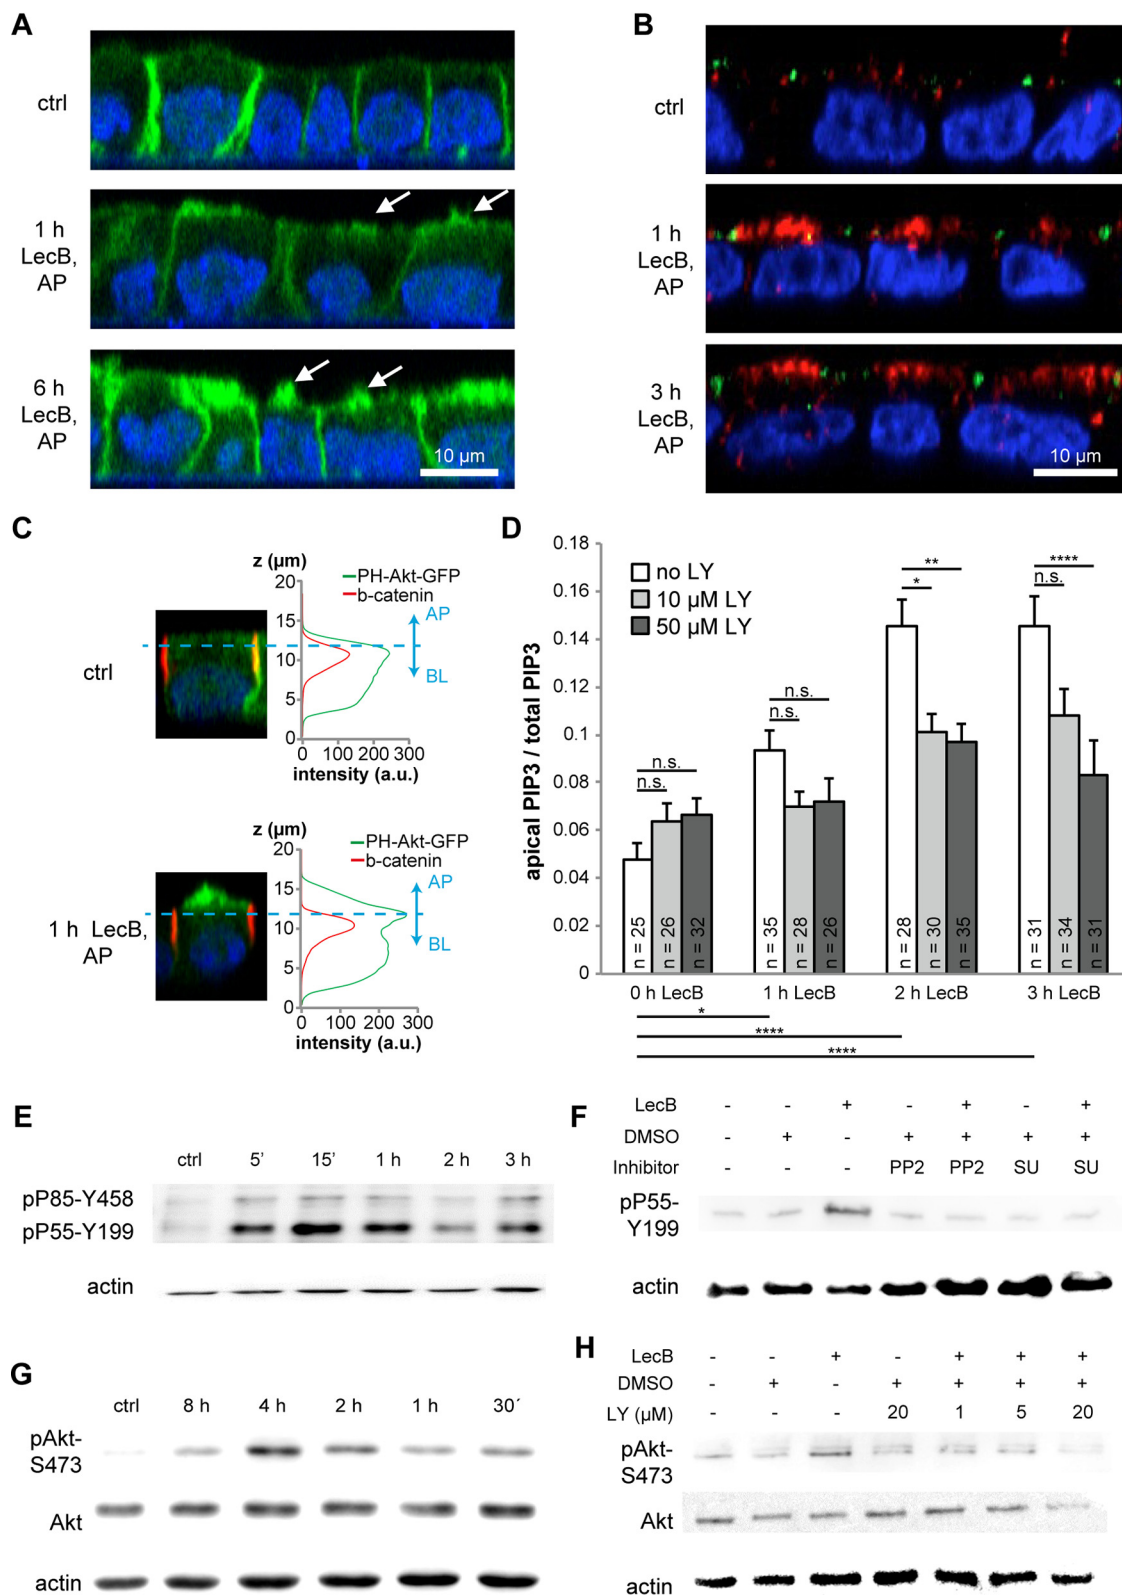 A
ctrl
1 h
LecB,
AP
6 h
LecB,
AP
10 µm
B
ctrl
1 h
LecB,
AP
3 h
LecB,
AP
10 µm
C
z (µm)
20
15
10
5
0
PH-Akt-GFP
b-catenin
AP
BL
ctrl
0 100 200 300
intensity (a.u.)
z (µm)
20
15
10
5
0
PH-Akt-GFP
b-catenin
AP
BL
1 h LecB,
AP
0 100 200 300
intensity (a.u.)
D
apical PIP3 / total PIP3
0.18
0.16
0.14
0.12
0.1
0.08
0.06
0.04
0.02
0
no LY
10 µM LY
50 µM LY
n.s.
n.s.
n.s.
n.s.
**
*
****
n.s.
n = 25
n = 26
n = 32
n = 35
n = 28
n = 26
n = 28
n = 30
n = 35
n = 31
n = 34
n = 31
0 h LecB 1 h LecB 2 h LecB 3 h LecB
*
****
****
E
ctrl 5' 15' 1 h 2 h 3 h
pP85-Y458
pP55-Y199
actin
F
LecB - - + - + - +
DMSO - + - + + + +
Inhibitor - - - PP2 PP2 SU SU
pP55-
Y199
actin
G
ctrl 8 h 4 h 2 h 1 h 30´
pAkt-
S473
Akt
actin
H
LecB - - + - + + +
DMSO - + - + + + +
LY (µM) - - - 20 1 5 20
pAkt-
S473
Akt
actin